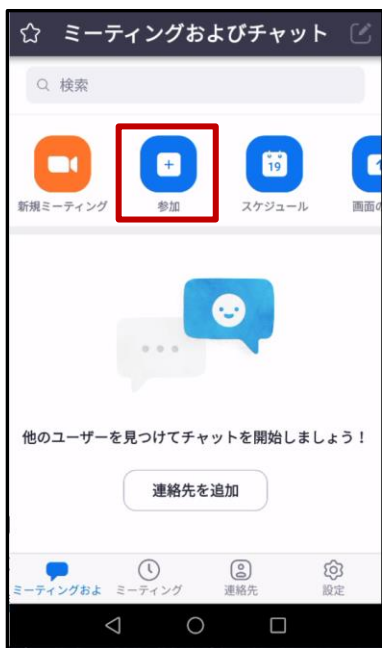 ミーティングおよびチャット
検索
19
新規ミーティング 参加 スケジュール 画面の
他のユーザーを見つけてチャットを開始しましょう！
連絡先を追加
ミーティングおよ ミーティング 連絡先 設定